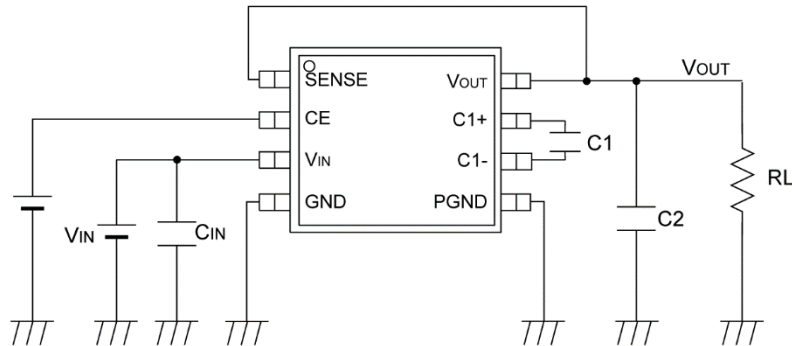 VOUT
SENSE
VOUT
CE
C1+
C1
VIN
C1-
RL
GND
PGND
C2
VIN
CIN